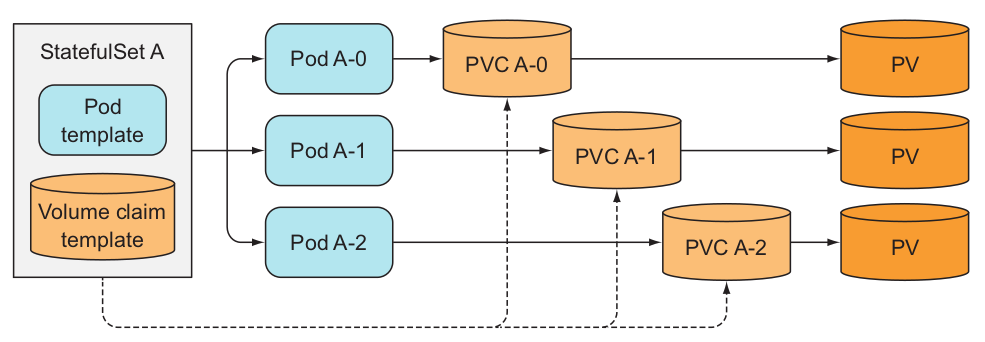 StatefulSet A
Pod
template
Volume claim
template
Pod A-0
PVC A-0
PV
Pod A-1
PVC A-1
PV
Pod A-2
PVC A-2
PV